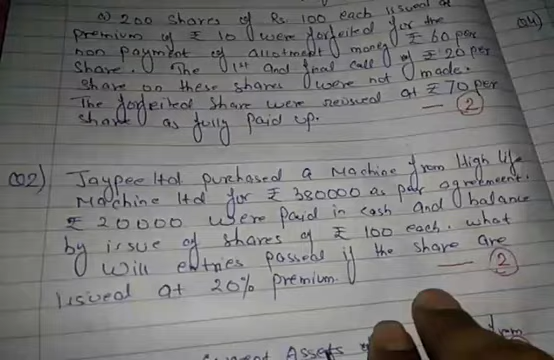 a) 200 shares of Rs. 100 each issued at
premium of ₹ 10 were forfeited for the
non payment of allotment money ₹ 60 per
share. The 1st and final call of ₹ 20 per
share on these shares were not made.
The forfeited share were reissued at ₹ 70 per
share as fully paid up. — 2
Q2) Jaypee ltd purchased a Machine from High life
Machine ltd for ₹ 380000 as per agreement.
₹ 20000 were paid in cash and balance
by issue of shares of ₹ 100 each. what
will entries passed if the share are
issued at 20% premium. — 2
Assets